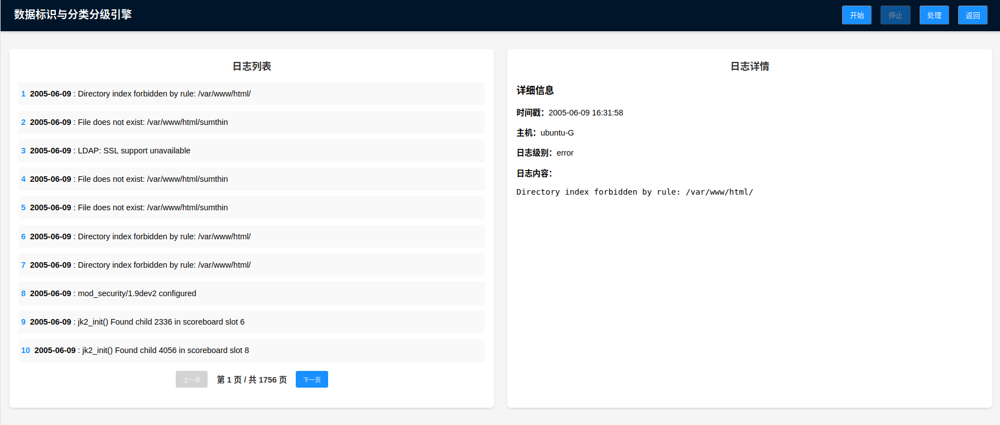 数据标识与分类分级引擎
开始 停止 处理 返回
日志列表
1 2005-06-09 : Directory index forbidden by rule: /var/www/html/
2 2005-06-09 : File does not exist: /var/www/html/sumthin
3 2005-06-09 : LDAP: SSL support unavailable
4 2005-06-09 : File does not exist: /var/www/html/sumthin
5 2005-06-09 : File does not exist: /var/www/html/sumthin
6 2005-06-09 : Directory index forbidden by rule: /var/www/html/
7 2005-06-09 : Directory index forbidden by rule: /var/www/html/
8 2005-06-09 : mod_security/1.9dev2 configured
9 2005-06-09 : jk2_init() Found child 2336 in scoreboard slot 6
10 2005-06-09 : jk2_init() Found child 4056 in scoreboard slot 8
上一页 第 1 页 / 共 1756 页 下一页
日志详情
详细信息
时间戳：2005-06-09 16:31:58
主机：ubuntu-G
日志级别：error
日志内容：
Directory index forbidden by rule: /var/www/html/